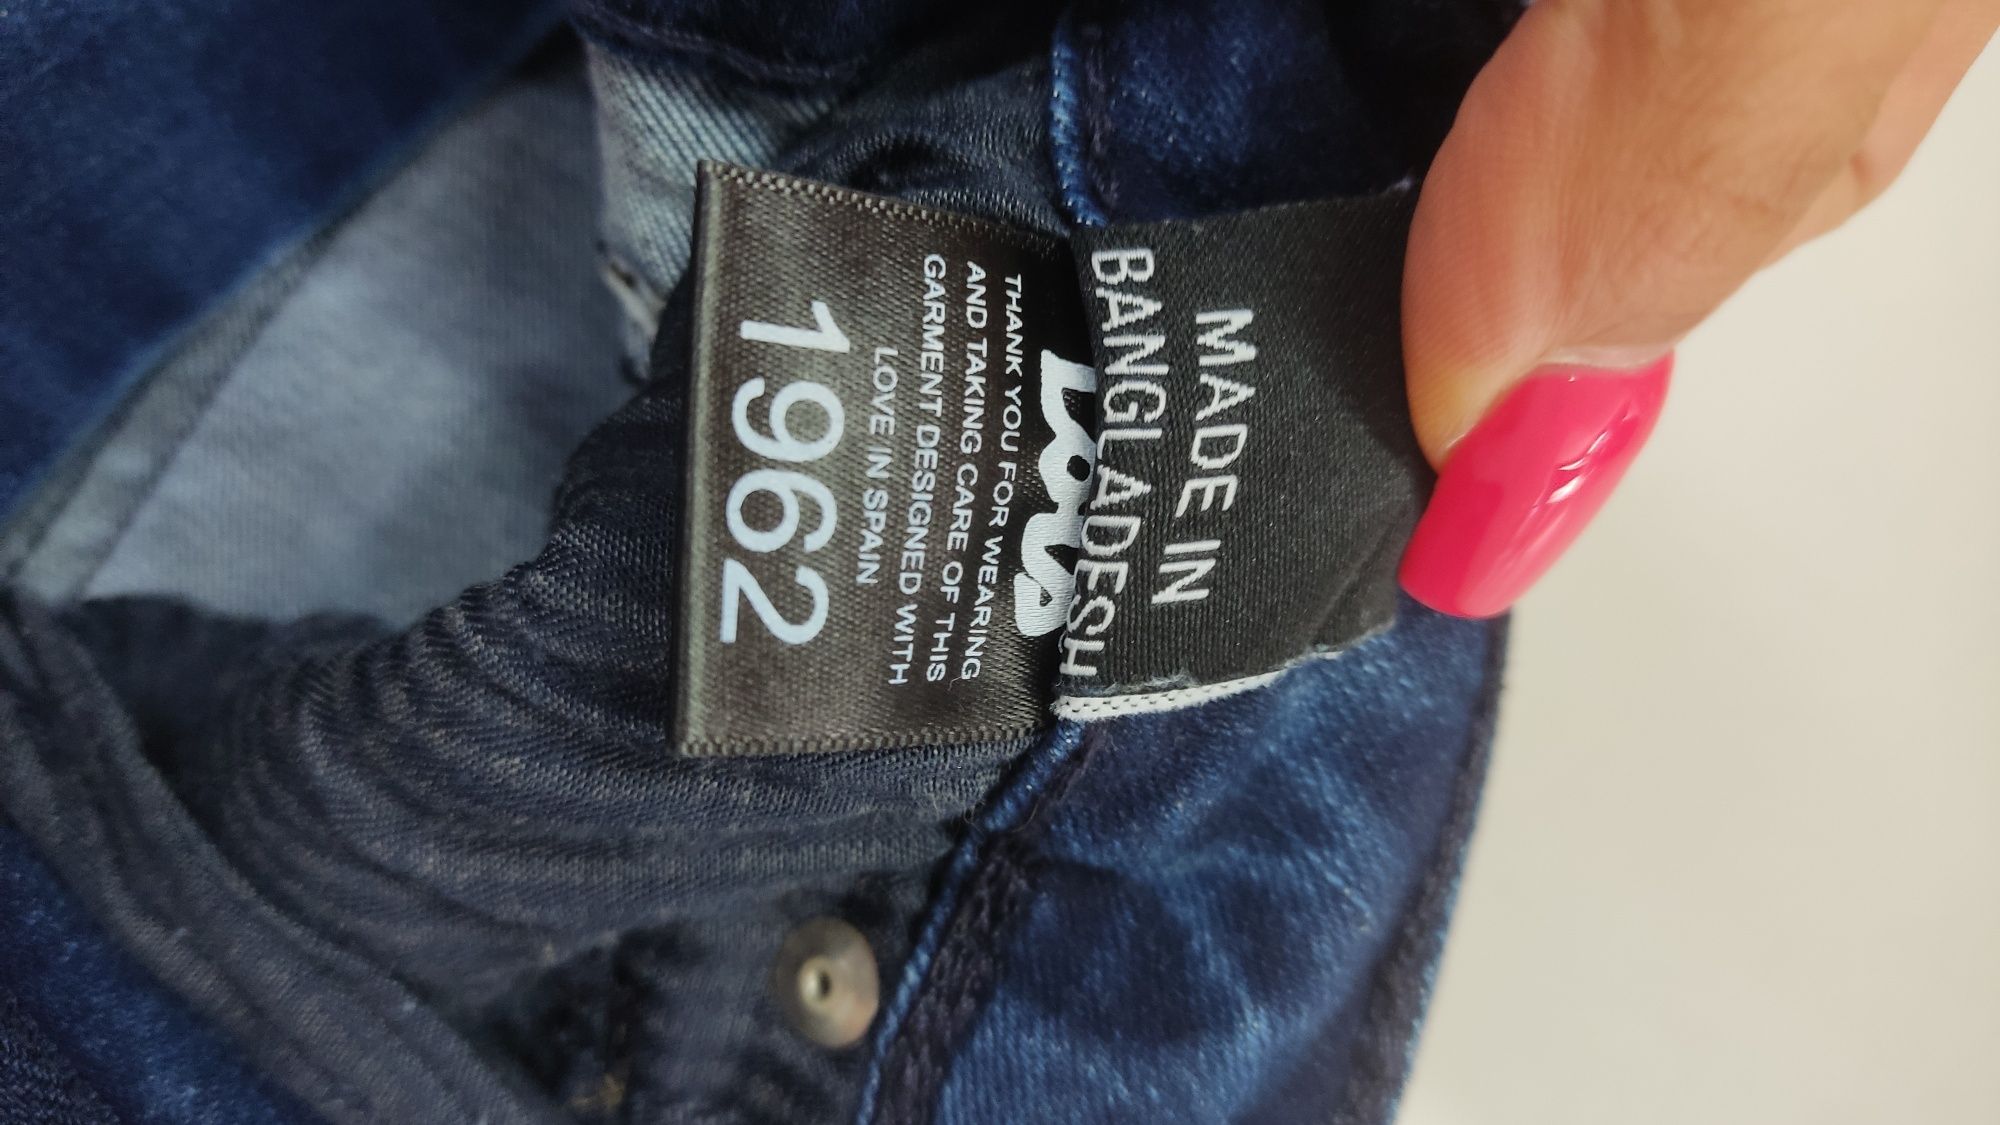 MADE IN
BANGLADESH
Lois
THANK YOU FOR WEARING
AND TAKING CARE OF THIS
GARMENT DESIGNED WITH
LOVE IN SPAIN
1962